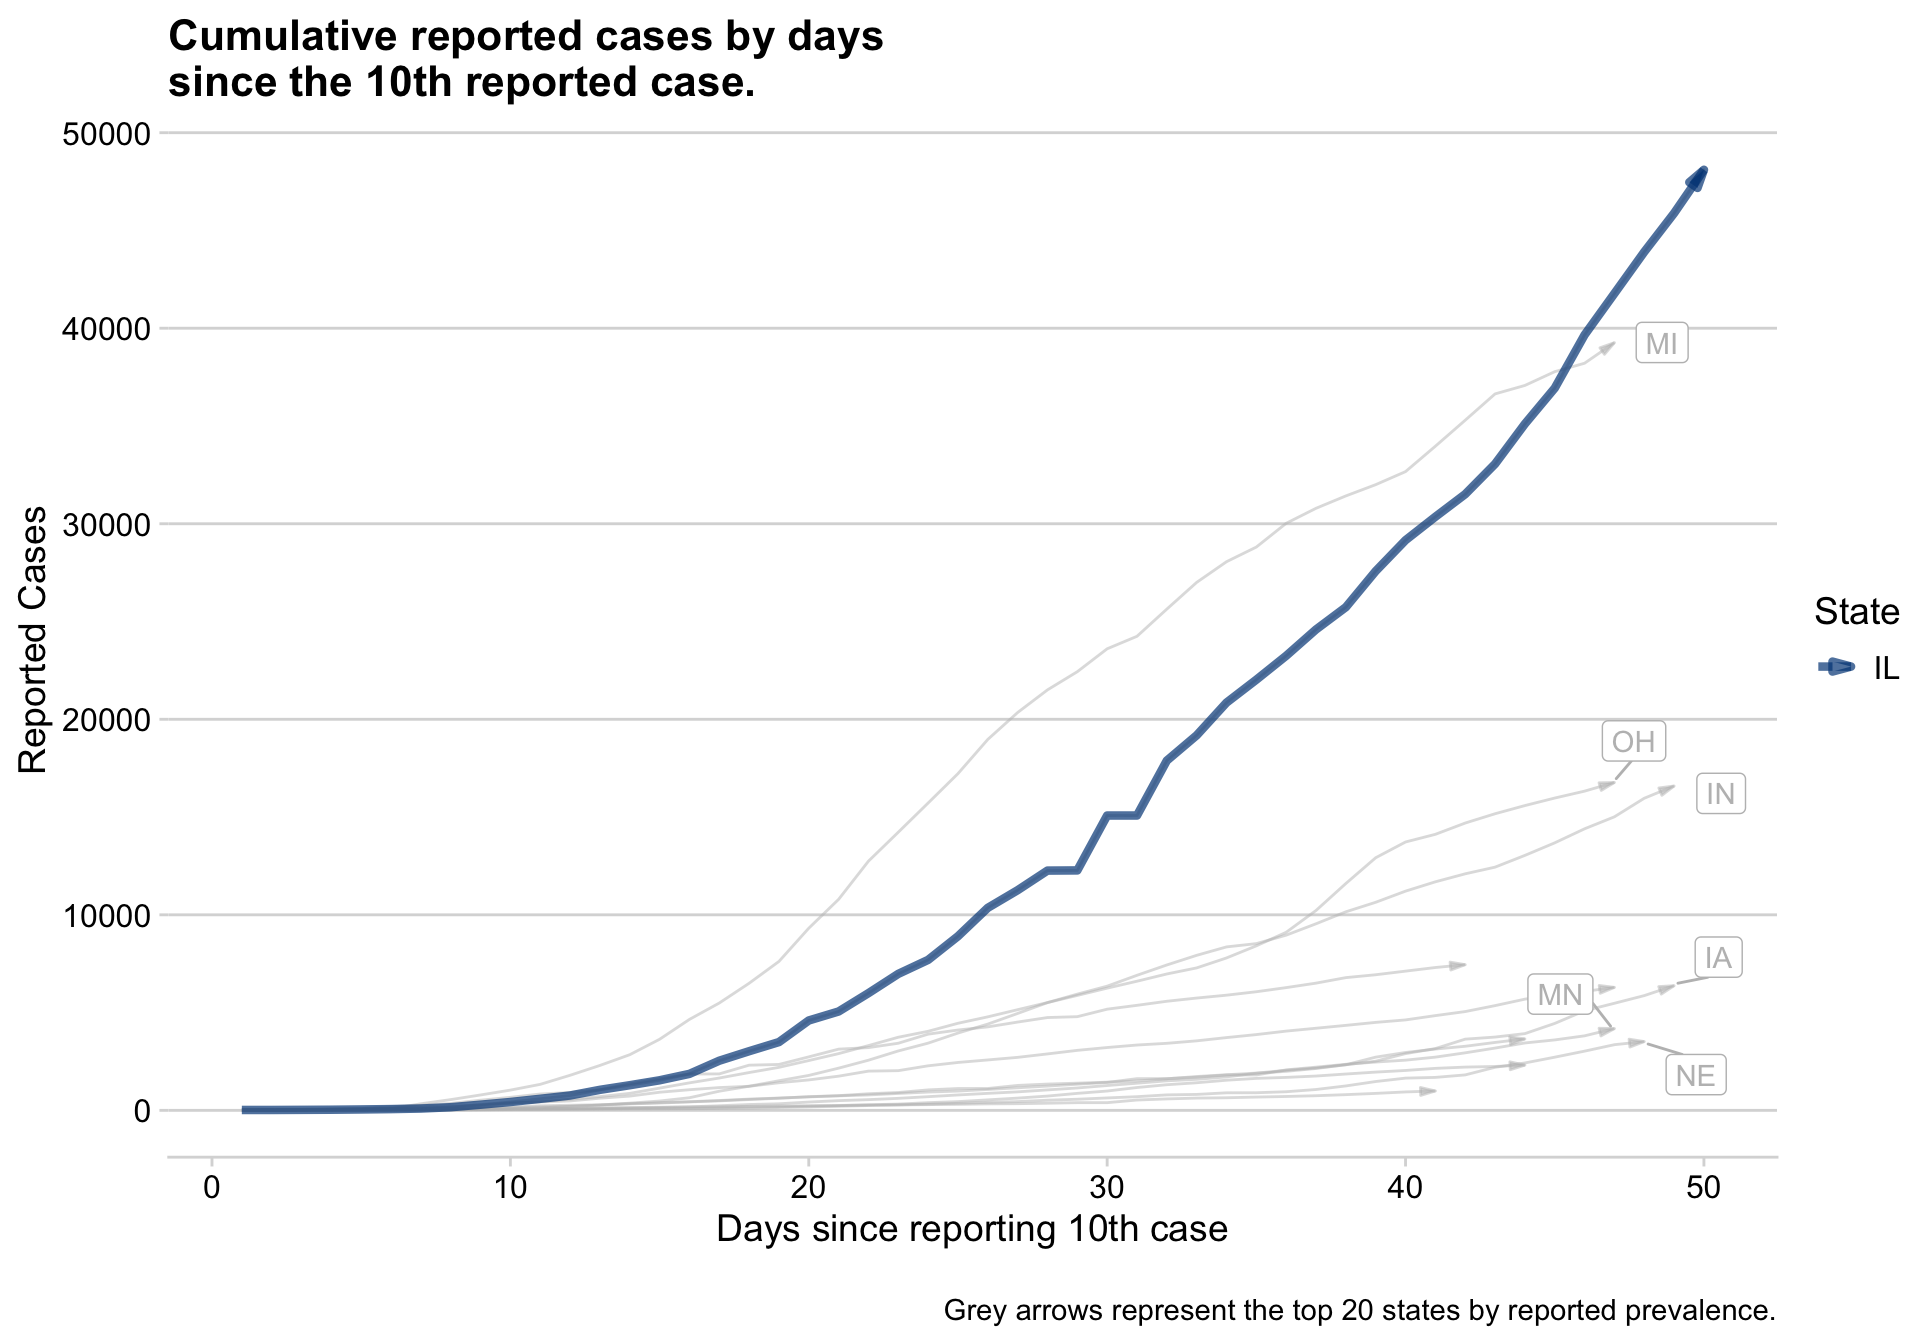 Cumulative reported cases by days
since the 10th reported case.
50000
40000
30000
20000
10000
0
Reported Cases
MI
OH
IN
IA
MN
NE
State
IL
0 10 20 30 40 50
Days since reporting 10th case
Grey arrows represent the top 20 states by reported prevalence.